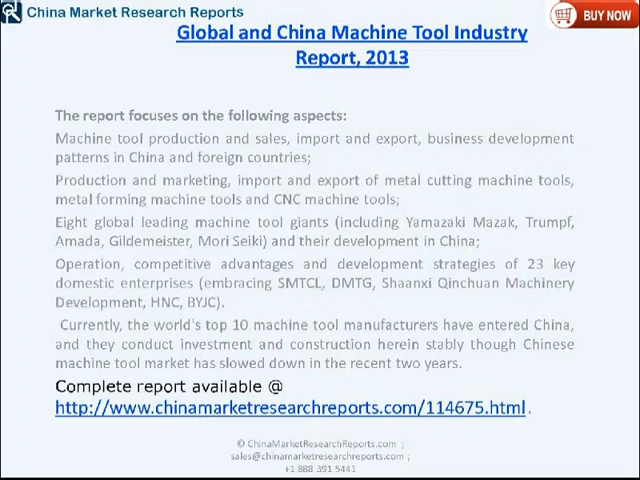 China Market Research Reports
BUY NOW
Global and China Machine Tool Industry
Report, 2013
The report focuses on the following aspects:
Machine tool production and sales, import and export, business development
patterns in China and foreign countries;
Production and marketing, import and export of metal cutting machine tools,
metal forming machine tools and CNC machine tools;
Eight global leading machine tool giants (including Yamazaki Mazak, Trumpf,
Amada, Gildemeister, Mori Seiki) and their development in China;
Operation, competitive advantages and development strategies of 23 key
domestic enterprises (embracing SMTCL, DMTG, Shaanxi Qinchuan Machinery
Development, HNC, BYJC).
Currently, the world's top 10 machine tool manufacturers have entered China,
and they conduct investment and construction herein stably though Chinese
machine tool market has slowed down in the recent two years.
Complete report available @
http://www.chinamarketresearchreports.com/114675.html.
© ChinaMarketResearchReports.com ;
sales@chinamarketresearchreports.com ;
+1 888 391 5441